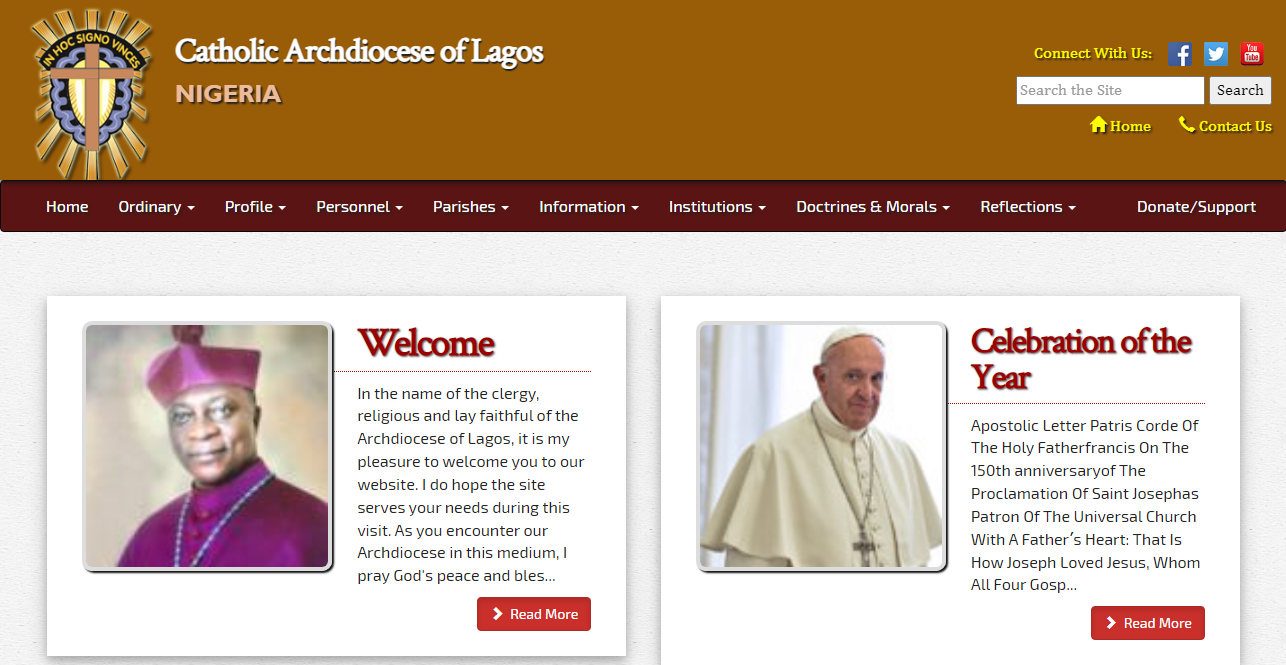 IN HOC SIGNO VINCES
Catholic Archdiocese of Lagos
NIGERIA
Connect With Us:
You
Tube
Search the Site
Search
Home
Contact Us
Home
Ordinary
Profile
Personnel
Parishes
Information
Institutions
Doctrines & Morals
Reflections
Donate/Support
Welcome
In the name of the clergy,
religious and lay faithful of the
Archdiocese of Lagos, it is my
pleasure to welcome you to our
website. I do hope the site
serves your needs during this
visit. As you encounter our
Archdiocese in this medium, I
pray God's peace and bles...
Read More
Celebration of the
Year
Apostolic Letter Patris Corde Of
The Holy Fatherfrancis On The
150th anniversaryof The
Proclamation Of Saint Josephas
Patron Of The Universal Church
With A Father′s Heart: That Is
How Joseph Loved Jesus, Whom
All Four Gosp...
Read More